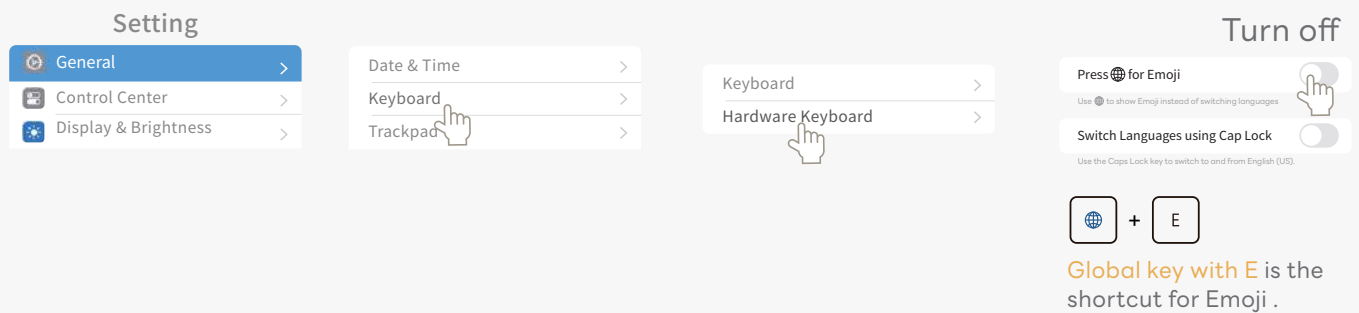 Setting
General
Control Center
Display & Brightness
Date & Time
Keyboard
Trackpad
Keyboard
Hardware Keyboard
Turn off
Press 🌐 for Emoji
Use 🌐 to show Emoji instead of switching languages
Switch Languages using Cap Lock
Use the Caps Lock key to switch to and from English (US).
🌐 + E
Global key with E is the
shortcut for Emoji .